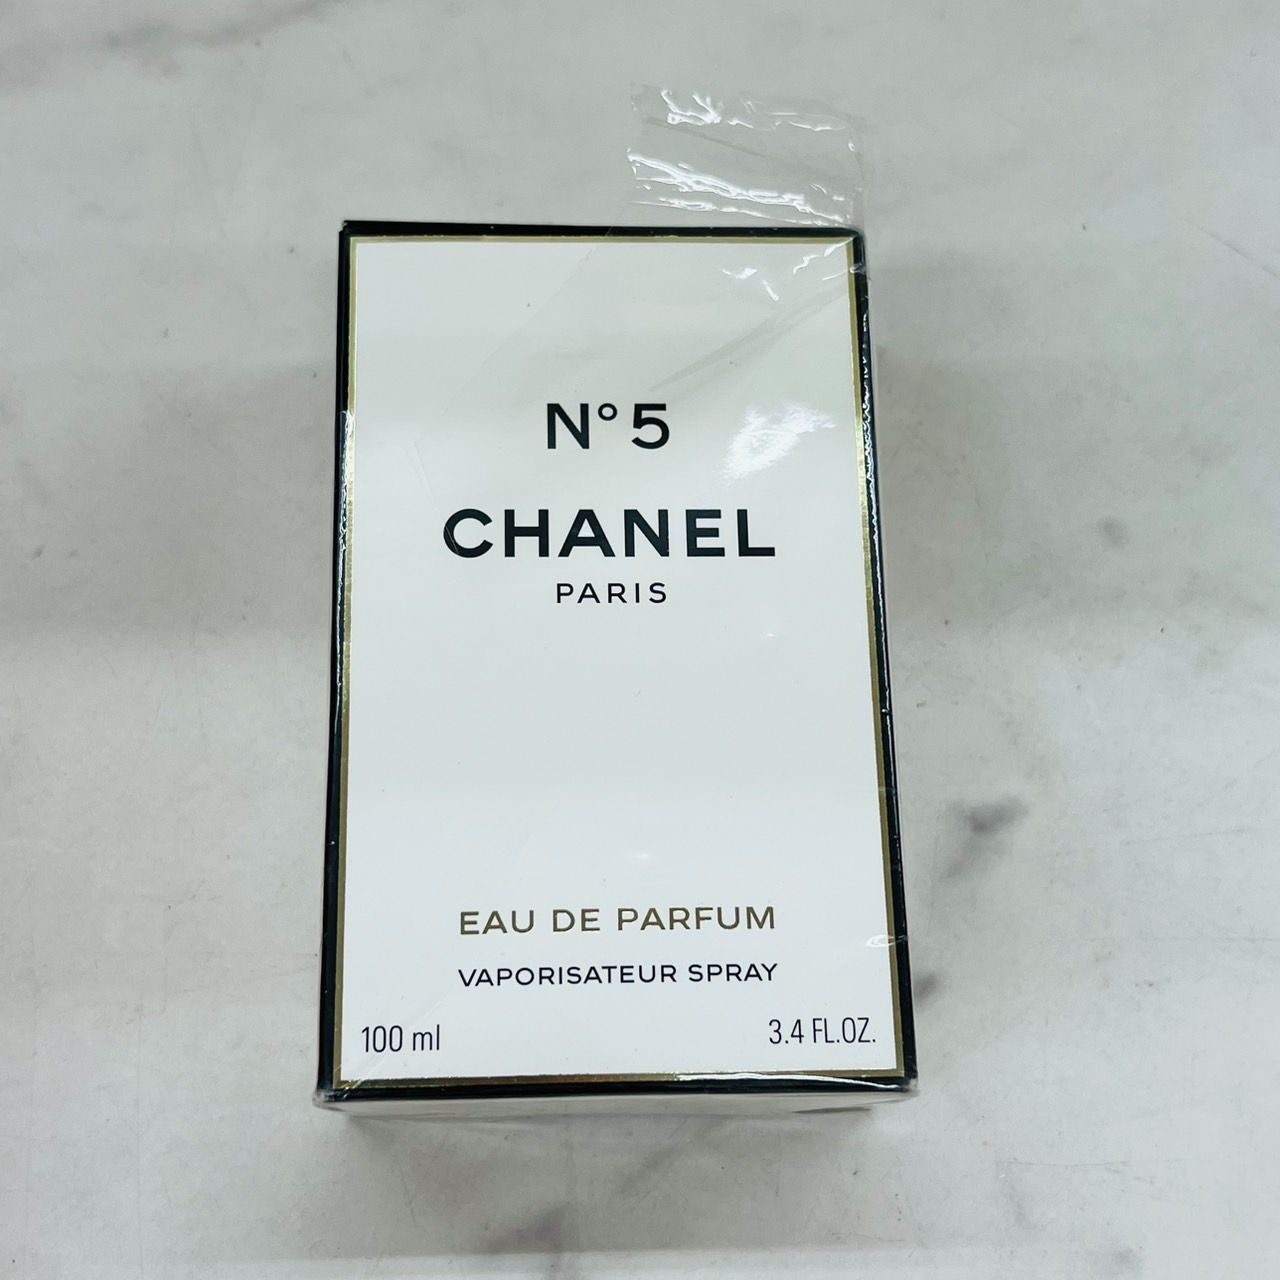 N°5
CHANEL
PARIS
EAU DE PARFUM
VAPORISATEUR SPRAY
100 ml 3.4 FL.OZ.